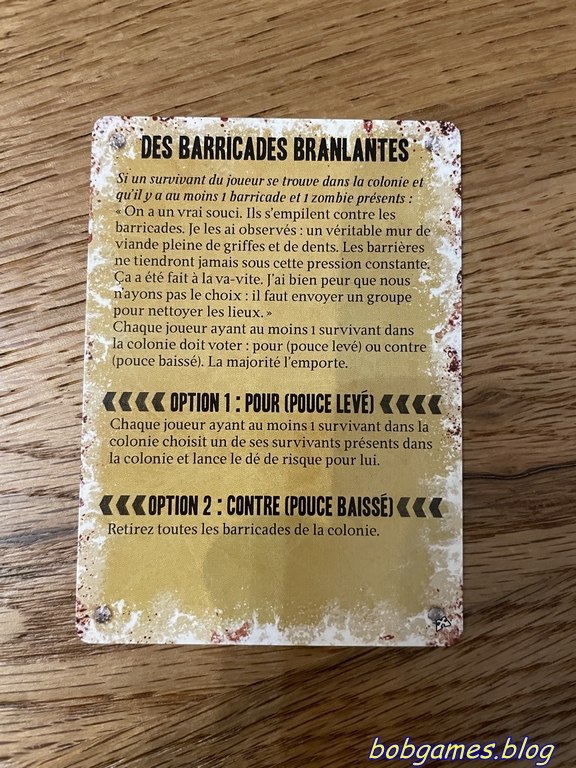 DES BARRICADES BRANLANTES
Si un survivant du joueur se trouve dans la colonie et
qu'il y a au moins 1 barricade et 1 zombie présents :
« On a un vrai souci. Ils s'empilent contre les
barricades. Je les ai observés : un véritable mur de
viande pleine de griffes et de dents. Les barrières
ne tiendront jamais sous cette pression constante.
Ça a été fait à la va-vite. J'ai bien peur que nous
n'ayons pas le choix : il faut envoyer un groupe
pour nettoyer les lieux. »
Chaque joueur ayant au moins 1 survivant dans
la colonie doit voter : pour (pouce levé) ou contre
(pouce baissé). La majorité l'emporte.
OPTION 1 : POUR (POUCE LEVÉ)
Chaque joueur ayant au moins 1 survivant dans la
colonie choisit un de ses survivants présents dans
la colonie et lance le dé de risque pour lui.
OPTION 2 : CONTRE (POUCE BAISSÉ)
Retirez toutes les barricades de la colonie.
bobgames.blog